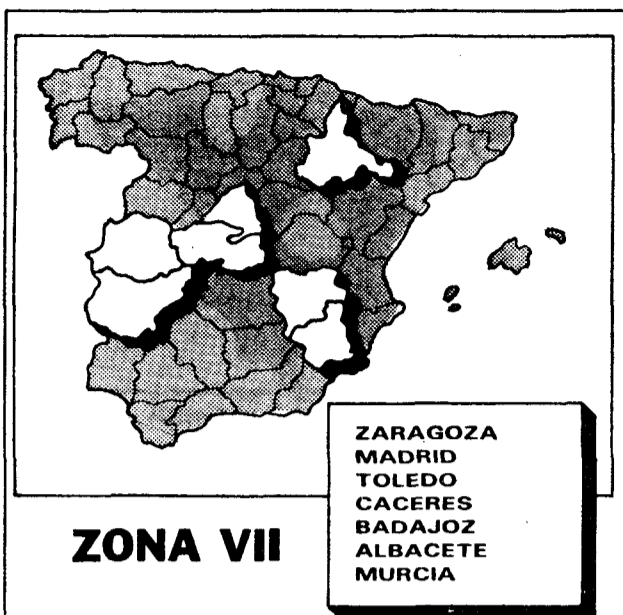 ZARAGOZA
MADRID
TOLEDO
CACERES
BADAJOZ
ALBACETE
MURCIA
ZONA VII